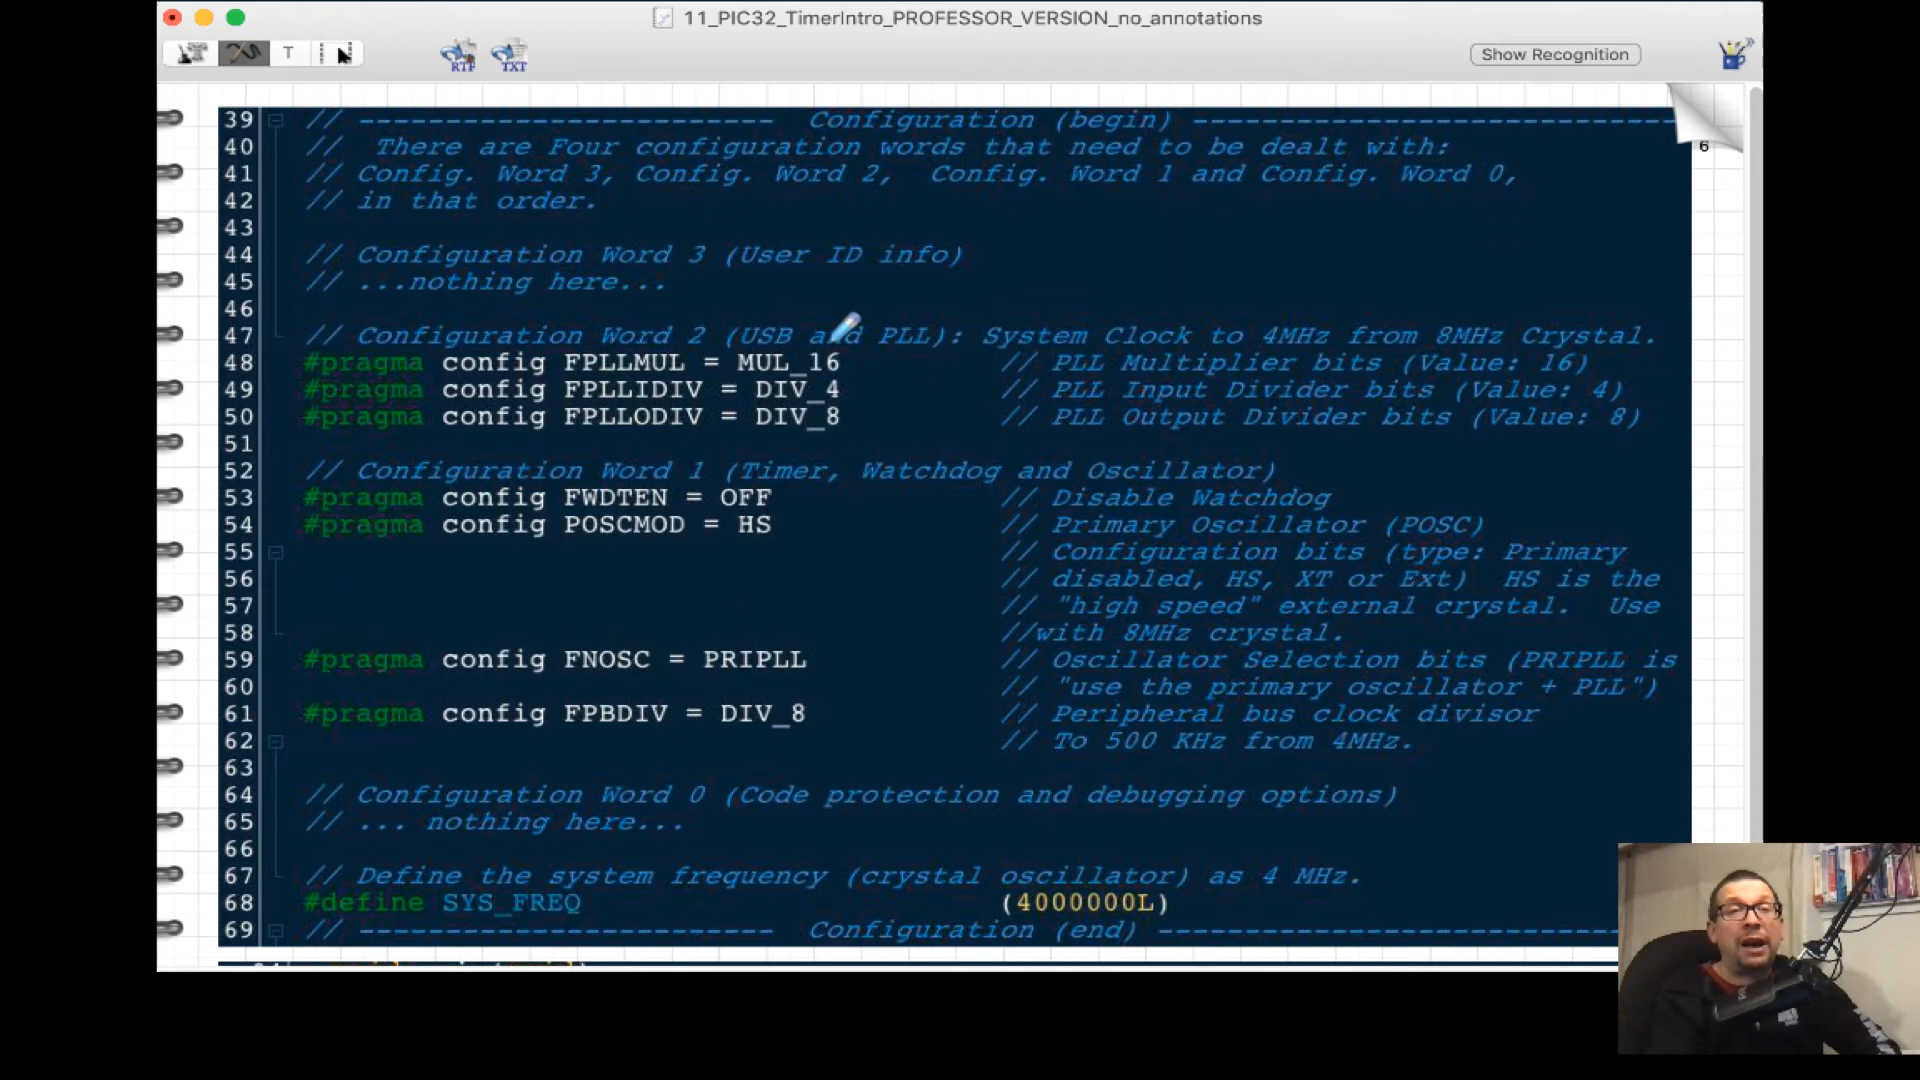 11_PIC32_TimerIntro_PROFESSOR_VERSION_no_annotations
T
RTF
TXT
Show Recognition
6
39 // ------------------------ Configuration (begin) ----------------------------
40 //  There are Four configuration words that need to be dealt with:
41 // Config. Word 3, Config. Word 2,  Config. Word 1 and Config. Word 0,
42 // in that order.
43
44 // Configuration Word 3 (User ID info)
45 // ...nothing here...
46
47 // Configuration Word 2 (USB and PLL): System Clock to 4MHz from 8MHz Crystal.
48 #pragma config FPLLMUL = MUL_16 // PLL Multiplier bits (Value: 16)
49 #pragma config FPLLIDIV = DIV_4 // PLL Input Divider bits (Value: 4)
50 #pragma config FPLLODIV = DIV_8 // PLL Output Divider bits (Value: 8)
51
52 // Configuration Word 1 (Timer, Watchdog and Oscillator)
53 #pragma config FWDTEN = OFF // Disable Watchdog
54 #pragma config POSCMOD = HS // Primary Oscillator (POSC)
55 // Configuration bits (type: Primary
56 // disabled, HS, XT or Ext)  HS is the
57 // "high speed" external crystal.  Use
58 //with 8MHz crystal.
59 #pragma config FNOSC = PRIPLL // Oscillator Selection bits (PRIPLL is
60 // "use the primary oscillator + PLL")
61 #pragma config FPBDIV = DIV_8 // Peripheral bus clock divisor
62 // To 500 KHz from 4MHz.
63
64 // Configuration Word 0 (Code protection and debugging options)
65 // ... nothing here...
66
67 // Define the system frequency (crystal oscillator) as 4 MHz.
68 #define SYS_FREQ (4000000L)
69 // ------------------------ Configuration (end) ---------------------------